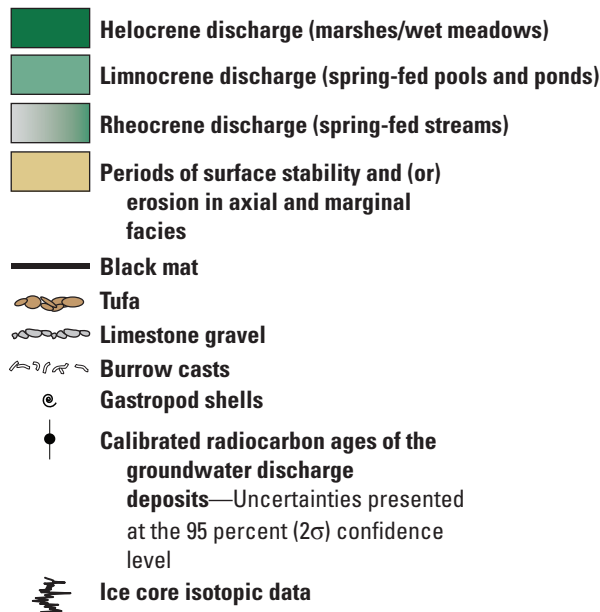 Helocrene discharge (marshes/wet meadows)
Limnocrene discharge (spring-fed pools and ponds)
Rheocrene discharge (spring-fed streams)
Periods of surface stability and (or)
erosion in axial and marginal
facies
Black mat
Tufa
Limestone gravel
Burrow casts
Gastropod shells
Calibrated radiocarbon ages of the
groundwater discharge
deposits—Uncertainties presented
at the 95 percent (2σ) confidence
level
Ice core isotopic data